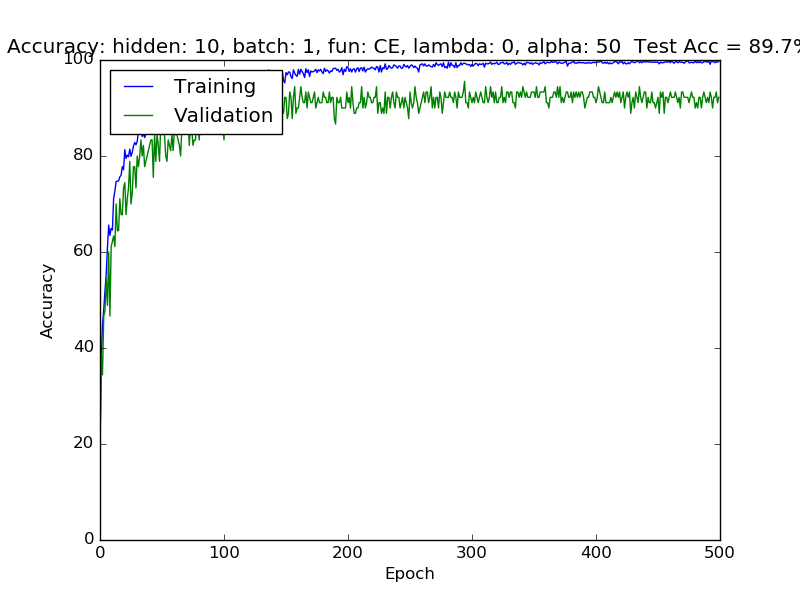 Accuracy: hidden: 10, batch: 1, fun: CE, lambda: 0, alpha: 50  Test Acc = 89.7%
100
Training
Validation
80
60
Accuracy
40
20
0
0 100 200 300 400 500
Epoch